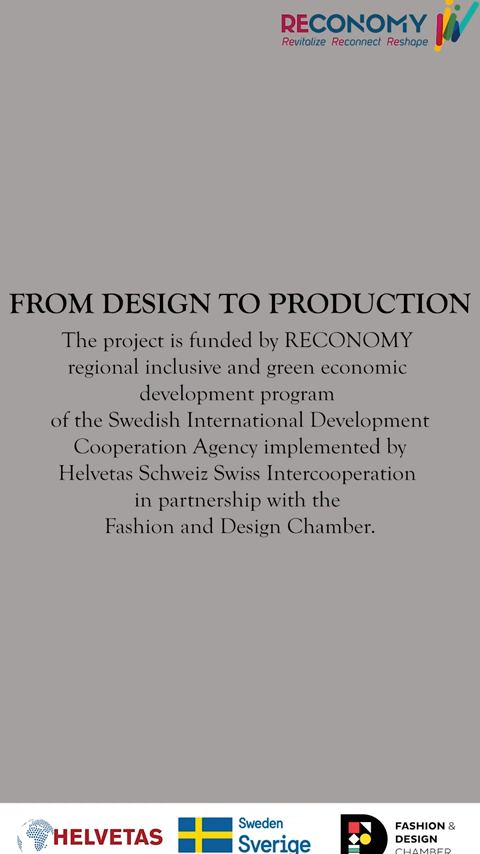 RECONOMY
Revitalize Reconnect Reshape
FROM DESIGN TO PRODUCTION
The project is funded by RECONOMY
regional inclusive and green economic
development program
of the Swedish International Development
Cooperation Agency implemented by
Helvetas Schweiz Swiss Intercooperation
in partnership with the
Fashion and Design Chamber.
HELVETAS
Sweden
Sverige
FASHION &
DESIGN
CHAMBER